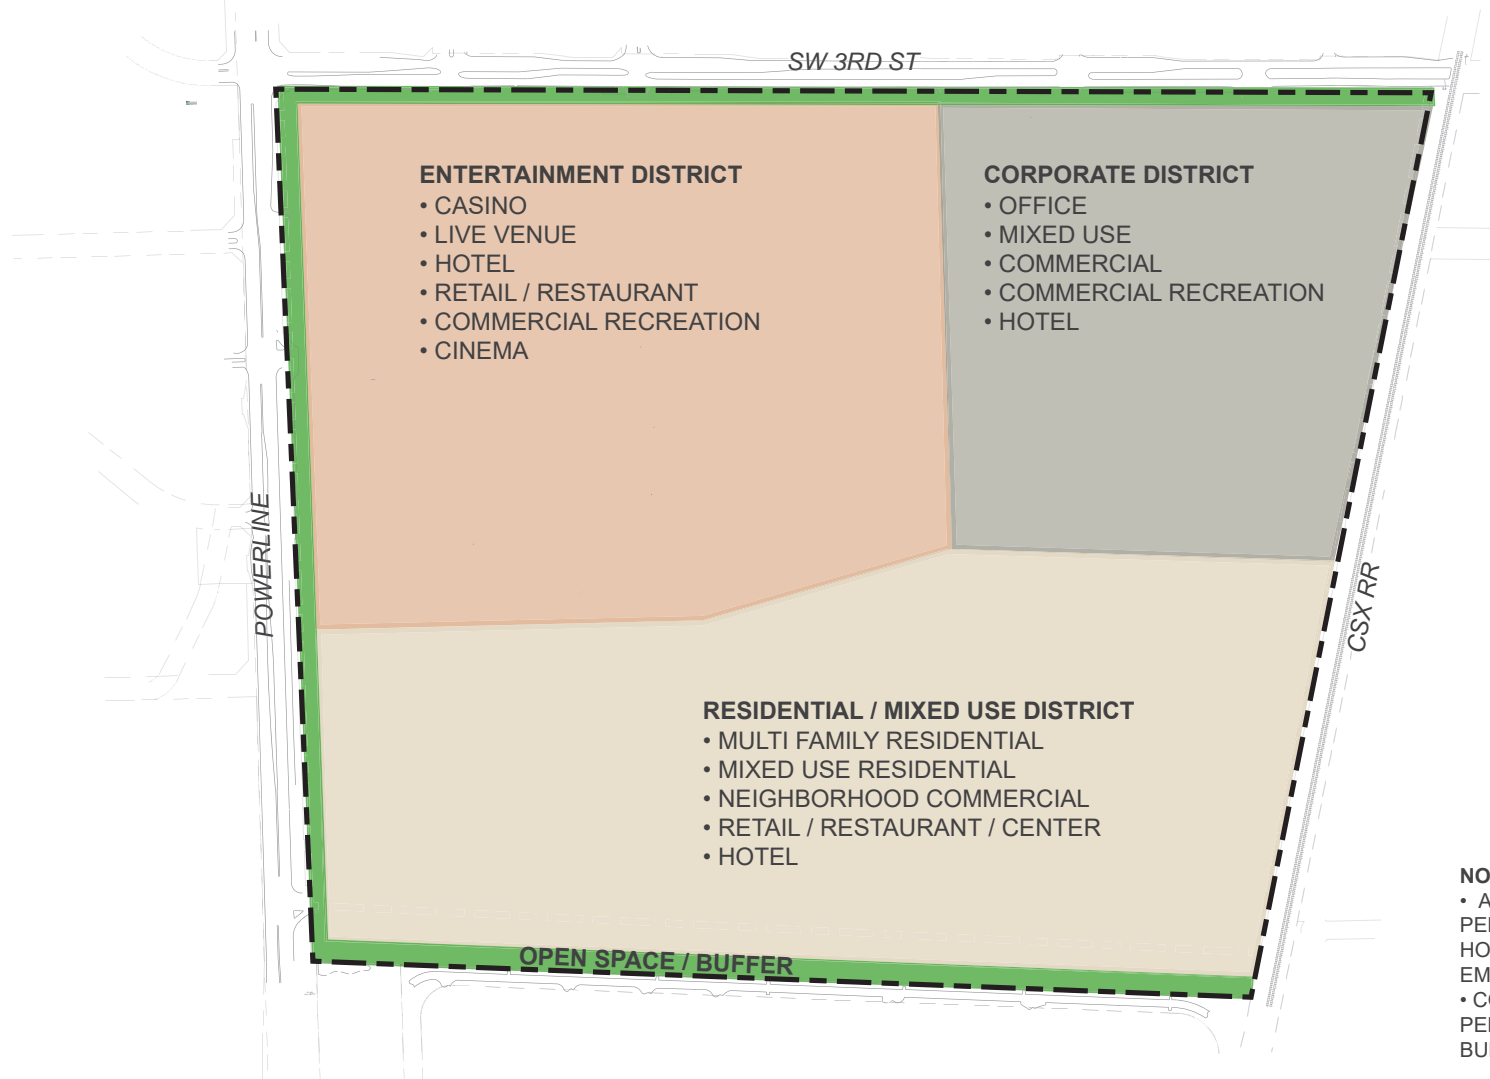 SW 3RD ST
ENTERTAINMENT DISTRICT
• CASINO
• LIVE VENUE
• HOTEL
• RETAIL / RESTAURANT
• COMMERCIAL RECREATION
• CINEMA
CORPORATE DISTRICT
• OFFICE
• MIXED USE
• COMMERCIAL
• COMMERCIAL RECREATION
• HOTEL
POWERLINE
CSX RR
RESIDENTIAL / MIXED USE DISTRICT
• MULTI FAMILY RESIDENTIAL
• MIXED USE RESIDENTIAL
• NEIGHBORHOOD COMMERCIAL
• RETAIL / RESTAURANT / CENTER
• HOTEL
OPEN SPACE / BUFFER